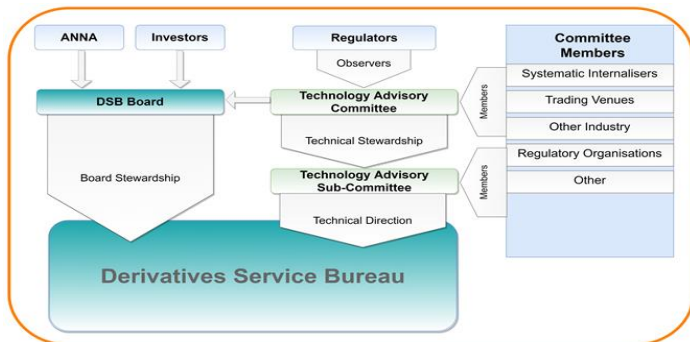 ANNA
Investors
Regulators
Committee
Members
Observers
Systematic Internalisers
DSB Board
Technology Advisory
Committee
Members
Trading Venues
Technical Stewardship
Other Industry
Regulatory Organisations
Board Stewardship
Technology Advisory
Sub-Committee
Members
Other
Technical Direction
Derivatives Service Bureau